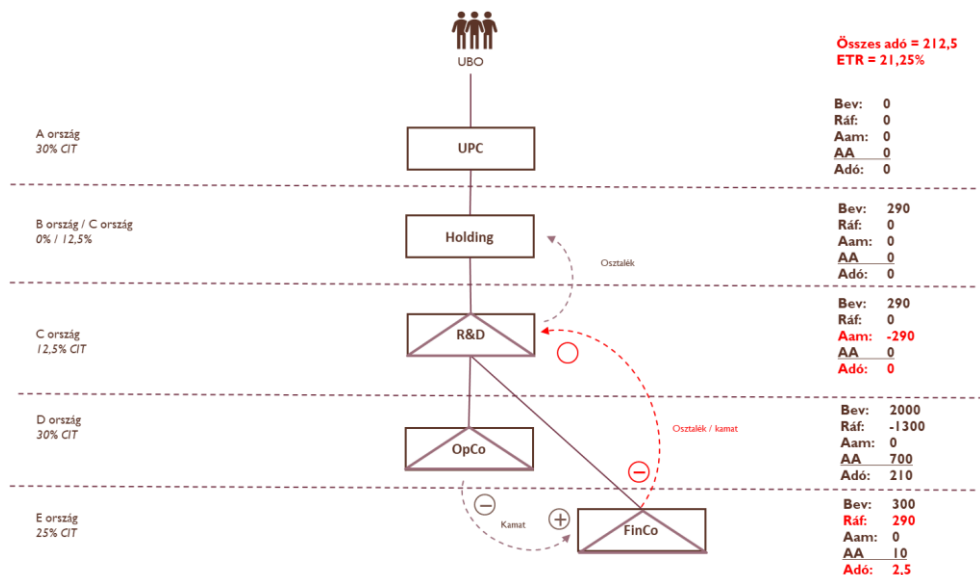 UBO
Összes adó = 212,5
ETR = 21,25%
A ország
30% CIT
UPC
Bev: 0
Ráf: 0
Aam: 0
AA 0
Adó: 0
B ország / C ország
0% / 12,5%
Holding
Osztalék
Bev: 290
Ráf: 0
Aam: 0
AA 0
Adó: 0
C ország
12,5% CIT
R&D
Bev: 290
Ráf: 0
Aam: -290
AA 0
Adó: 0
D ország
30% CIT
OpCo
Osztalék / kamat
Bev: 2000
Ráf: -1300
Aam: 0
AA 700
Adó: 210
E ország
25% CIT
Kamat
FinCo
Bev: 300
Ráf: 290
Aam: 0
AA 10
Adó: 2,5